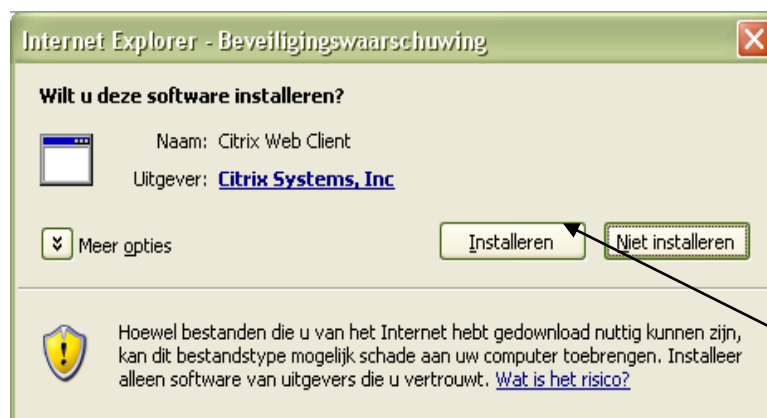 Internet Explorer - Beveiligingswaarschuwing
Wilt u deze software installeren?
Naam: Citrix Web Client
Uitgever: Citrix Systems, Inc
Meer opties
Installeren
Niet installeren
Hoewel bestanden die u van het Internet hebt gedownload nuttig kunnen zijn,
kan dit bestandstype mogelijk schade aan uw computer toebrengen. Installeer
alleen software van uitgevers die u vertrouwt. Wat is het risico?